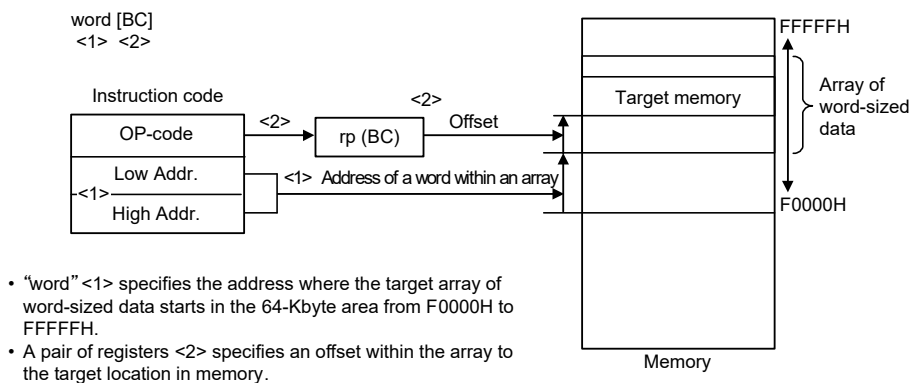 word [BC]
<1> <2>
Instruction code
OP-code
Low Addr.
<1>
High Addr.
<2>
rp (BC)
<2>
Offset
<1> Address of a word within an array
FFFFFH
Target memory
Array of
word-sized
data
F0000H
Memory
• “word” <1> specifies the address where the target array of
word-sized data starts in the 64-Kbyte area from F0000H to
FFFFFH.
• A pair of registers <2> specifies an offset within the array to
the target location in memory.